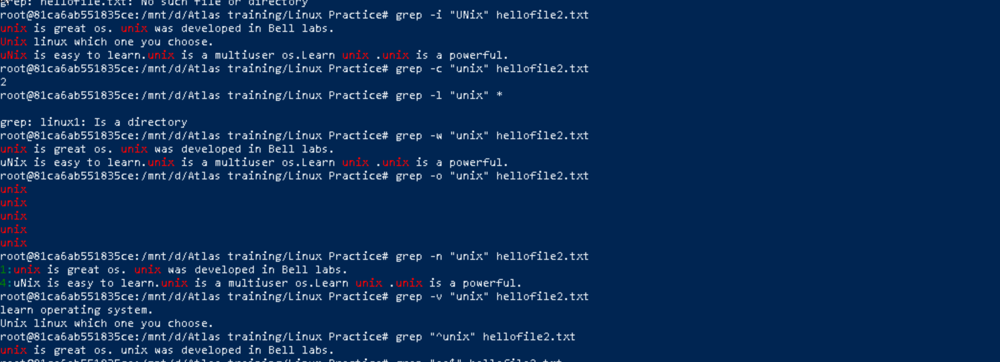 grep: hellofile.txt: No such file or directory
root@81ca6ab551835ce:/mnt/d/Atlas training/Linux Practice# grep -i "UNix" hellofile2.txt
unix is great os. unix was developed in Bell labs.
Unix linux which one you choose.
uNix is easy to learn.unix is a multiuser os.Learn unix .unix is a powerful.
root@81ca6ab551835ce:/mnt/d/Atlas training/Linux Practice# grep -c "unix" hellofile2.txt
2
root@81ca6ab551835ce:/mnt/d/Atlas training/Linux Practice# grep -l "unix" *
grep: linux1: Is a directory
root@81ca6ab551835ce:/mnt/d/Atlas training/Linux Practice# grep -w "unix" hellofile2.txt
unix is great os. unix was developed in Bell labs.
uNix is easy to learn.unix is a multiuser os.Learn unix .unix is a powerful.
root@81ca6ab551835ce:/mnt/d/Atlas training/Linux Practice# grep -o "unix" hellofile2.txt
unix
unix
unix
unix
unix
root@81ca6ab551835ce:/mnt/d/Atlas training/Linux Practice# grep -n "unix" hellofile2.txt
1:unix is great os. unix was developed in Bell labs.
4:uNix is easy to learn.unix is a multiuser os.Learn unix .unix is a powerful.
root@81ca6ab551835ce:/mnt/d/Atlas training/Linux Practice# grep -v "unix" hellofile2.txt
learn operating system.
Unix linux which one you choose.
root@81ca6ab551835ce:/mnt/d/Atlas training/Linux Practice# grep "^unix" hellofile2.txt
unix is great os. unix was developed in Bell labs.
root@81ca6ab551835ce:/mnt/d/Atlas training/Linux Practice# grep hellofile2.txt